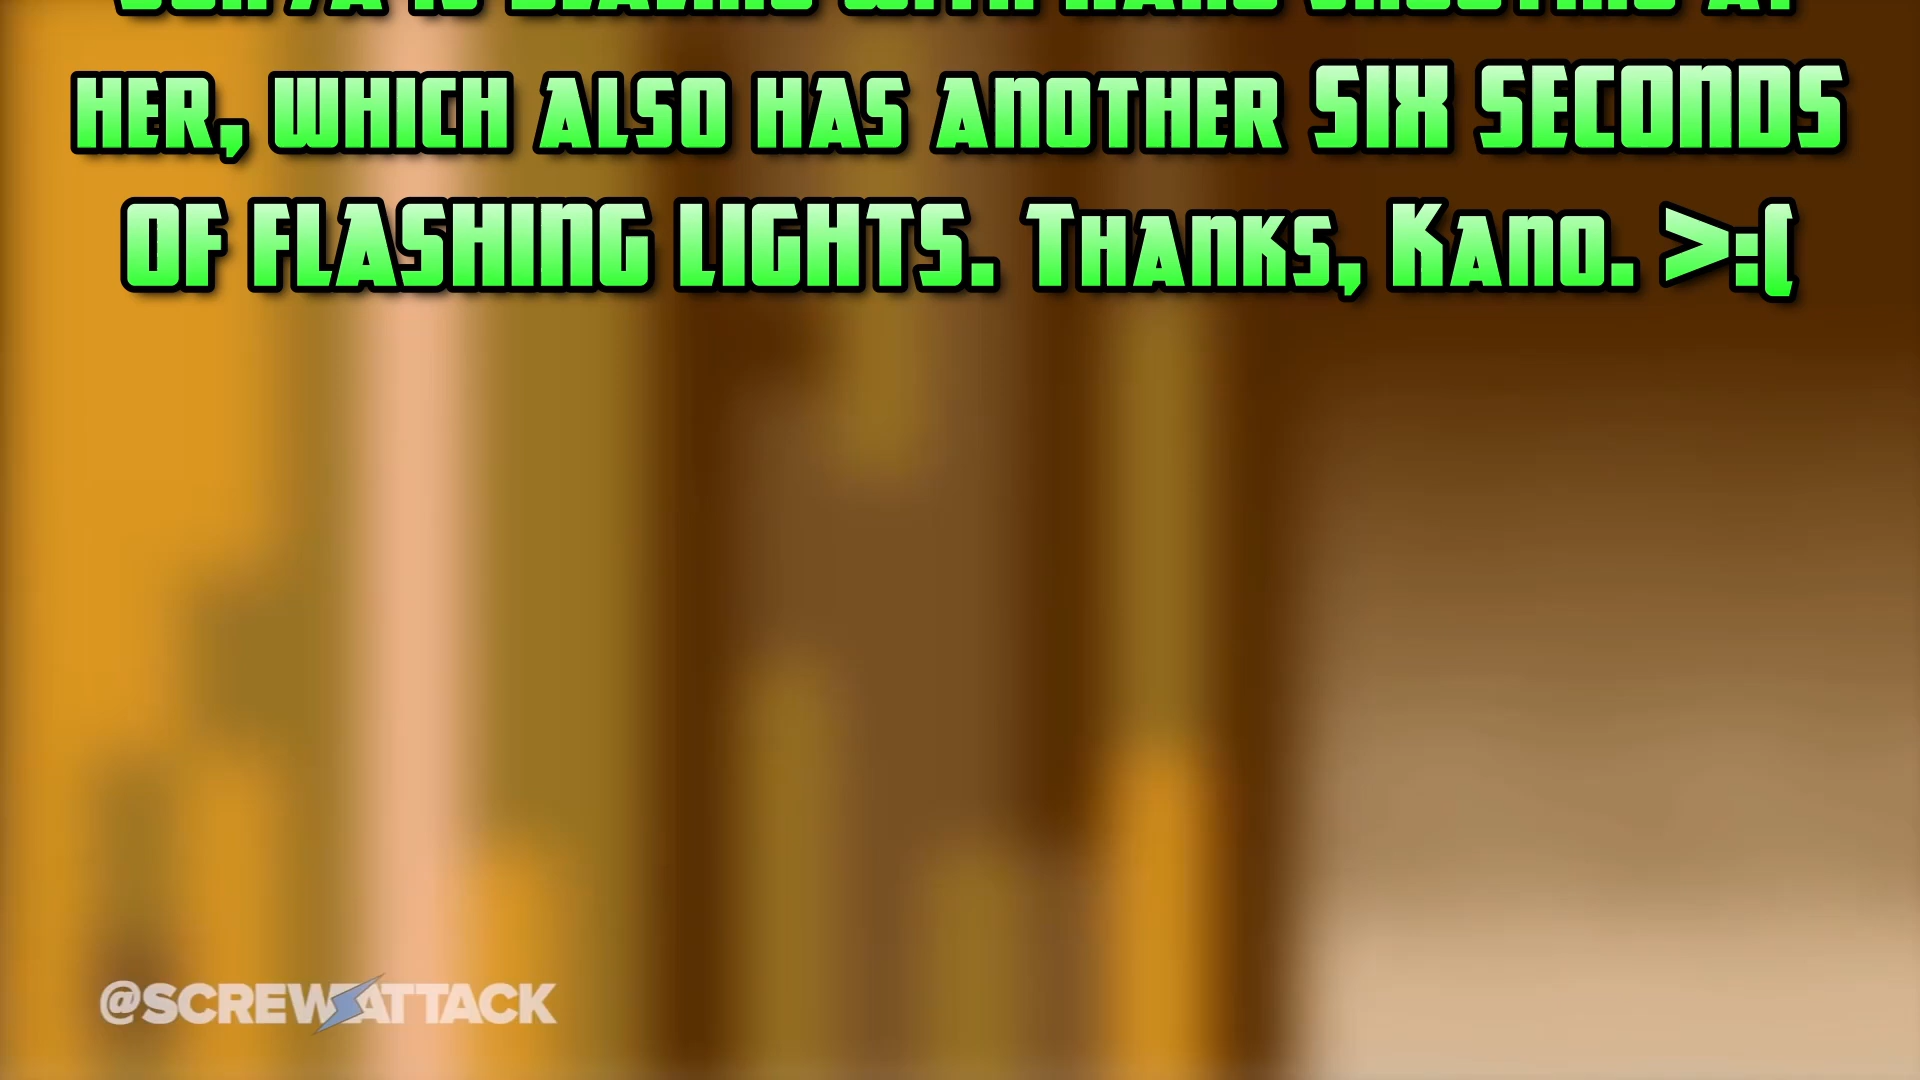 her, which also has another SIX SECONDS
OF FLASHING LIGHTS. Thanks, Kano. >:(
@SCREWATTACK